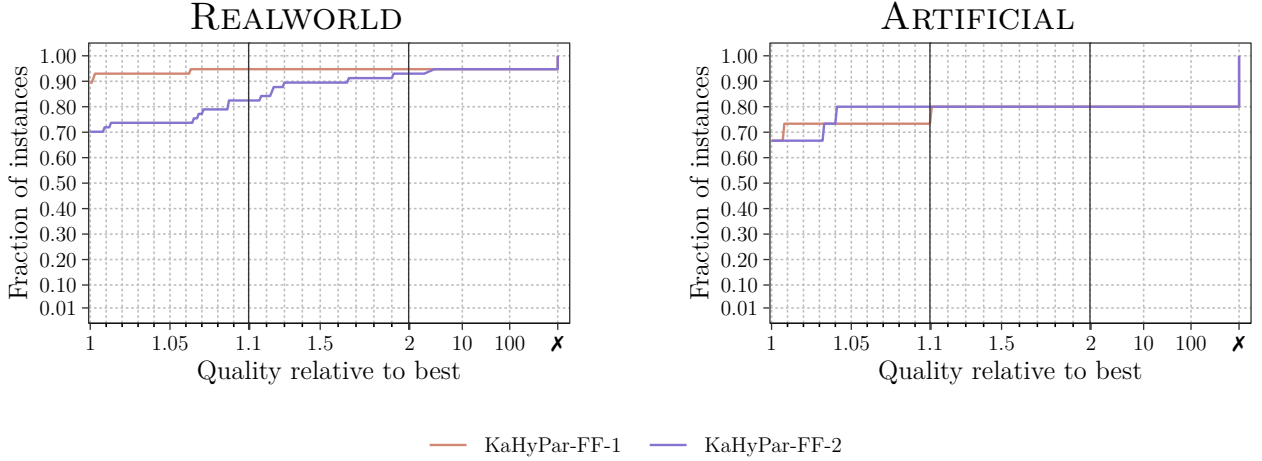 REALWORLD
Fraction of instances
1.00
0.90
0.80
0.70
0.60
0.50
0.40
0.30
0.20
0.10
0.01
1 1.05 1.1 1.5 2 10 100 ✗
Quality relative to best
ARTIFICIAL
Fraction of instances
1.00
0.90
0.80
0.70
0.60
0.50
0.40
0.30
0.20
0.10
0.01
1 1.05 1.1 1.5 2 10 100 ✗
Quality relative to best
KaHyPar-FF-1 KaHyPar-FF-2